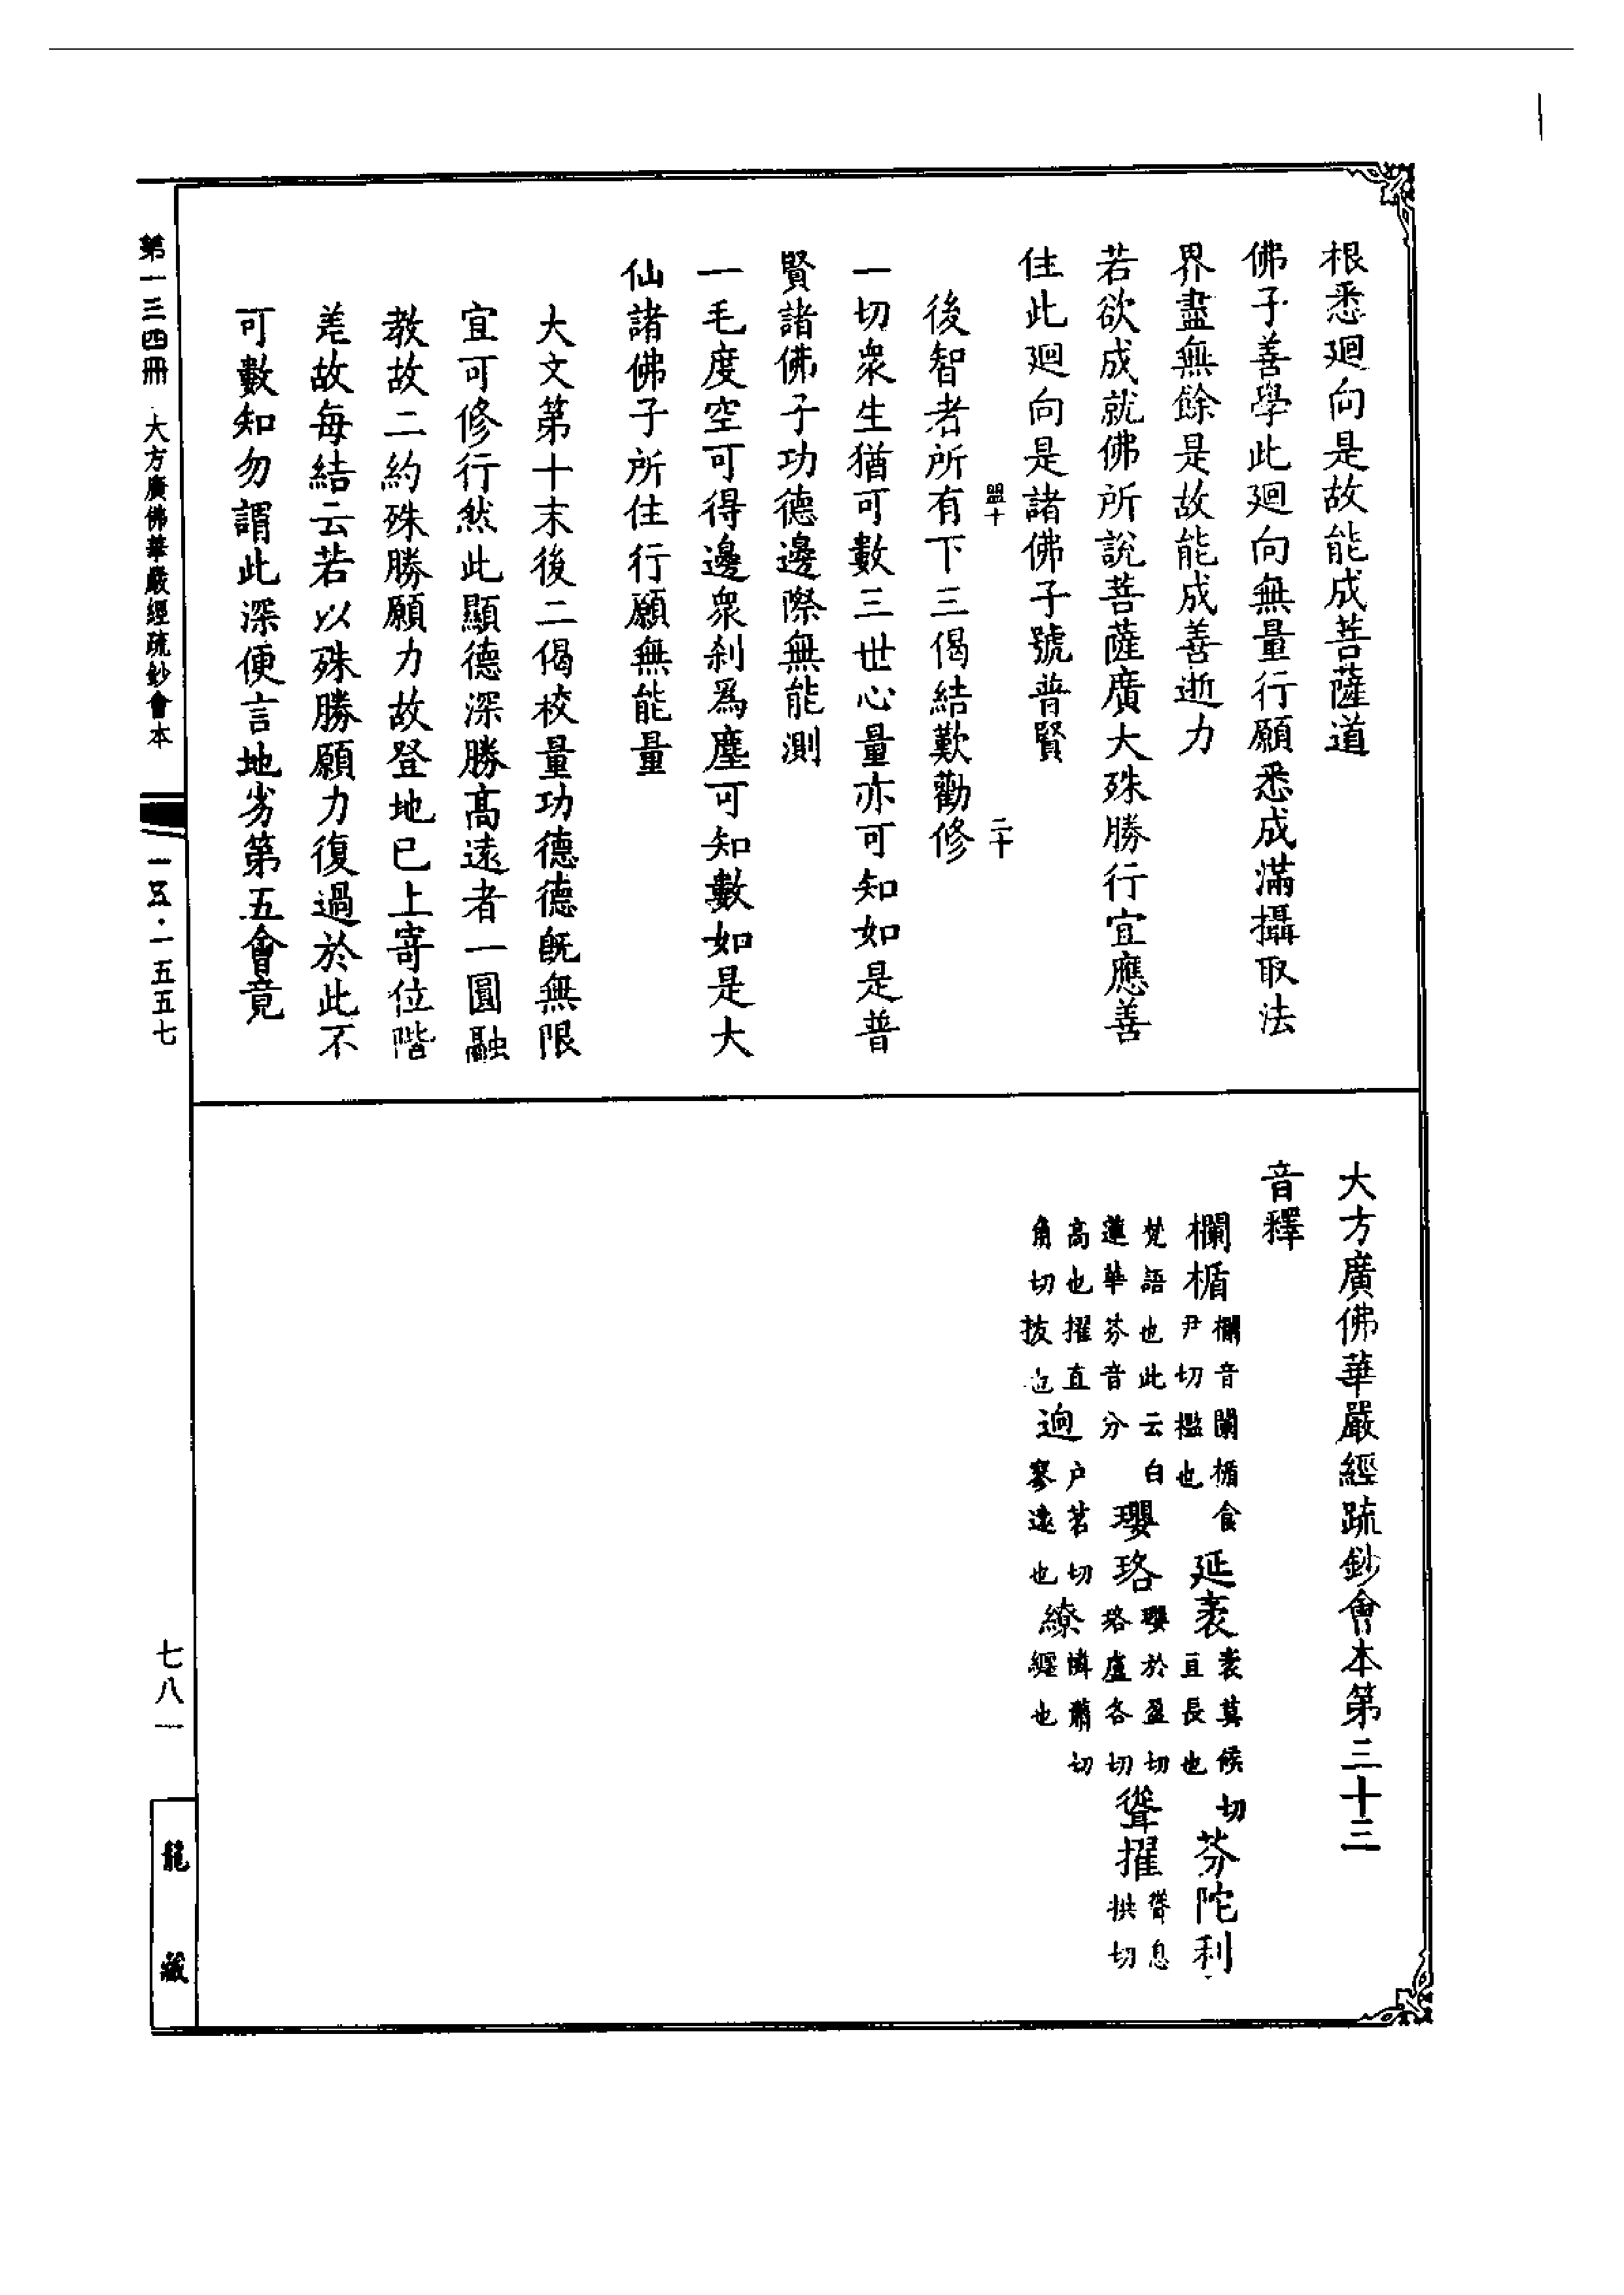 根悉廻向是故能成菩薩道
佛子善學此廻向無量行願悉成滿攝取法
界盡無餘是故能成善逝力
若欲成就佛所說菩薩廣大殊勝行宜應善
住此廻向是諸佛子號普賢
盟十
二十
後智者所有下三偈結歎勸修
一切衆生猶可數三世心量亦可知如是普
賢諸佛子功德邊際無能測
一毛度空可得邊衆刹爲塵可知數如是大
仙諸佛子所住行願無能量
大文第十末後二偈校量功德德旣無限
宜可修行然此顯德深勝高遠者一圓融
教故二約殊勝願力故登地已上寄位階
差故每結云若以殊勝願力復過於此不
可數知勿謂此深便言地劣第五會竟
大方廣佛華嚴經疏鈔會本第三十三
音釋
欄楯 欄音闌楯食尹切檻也 延袤 袤莫候切亘長也 芬陀利
梵語也此云白蓮華芬音分 瓔珞 瓔於盈切珞盧各切 聳擢 聳息拱切
高也擢直角切拔也 逈 户茗切寥遠也 繚 憐蕭切纏也
第一三四冊 大方廣佛華嚴經疏鈔會本
一五·一五五七
七八一
龍藏